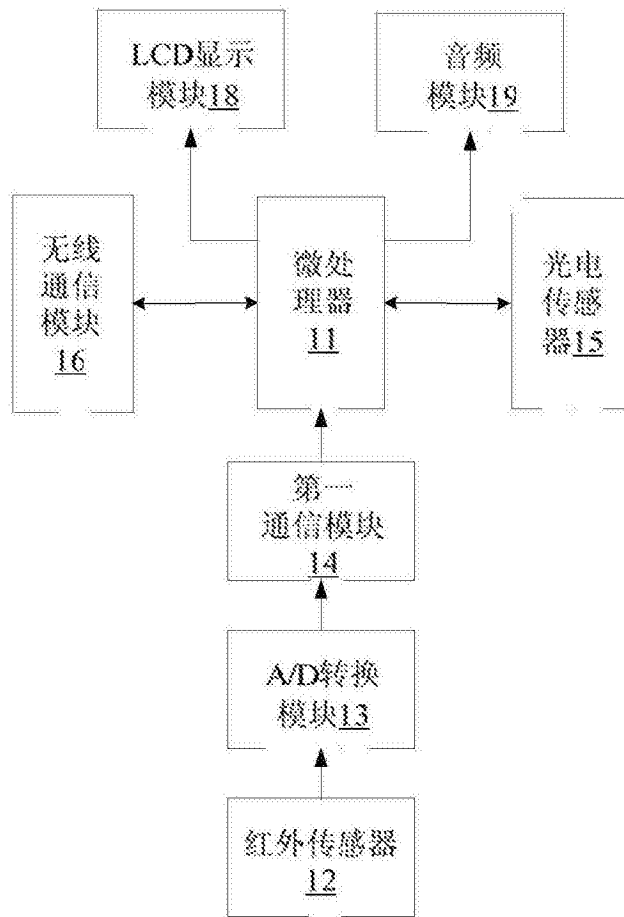 LCD显示
模块18
音频
模块19
无线
通信
模块
16
微处
理器
11
光电
传感
器15
第一
通信模块
14
A/D转换
模块13
红外传感器
12